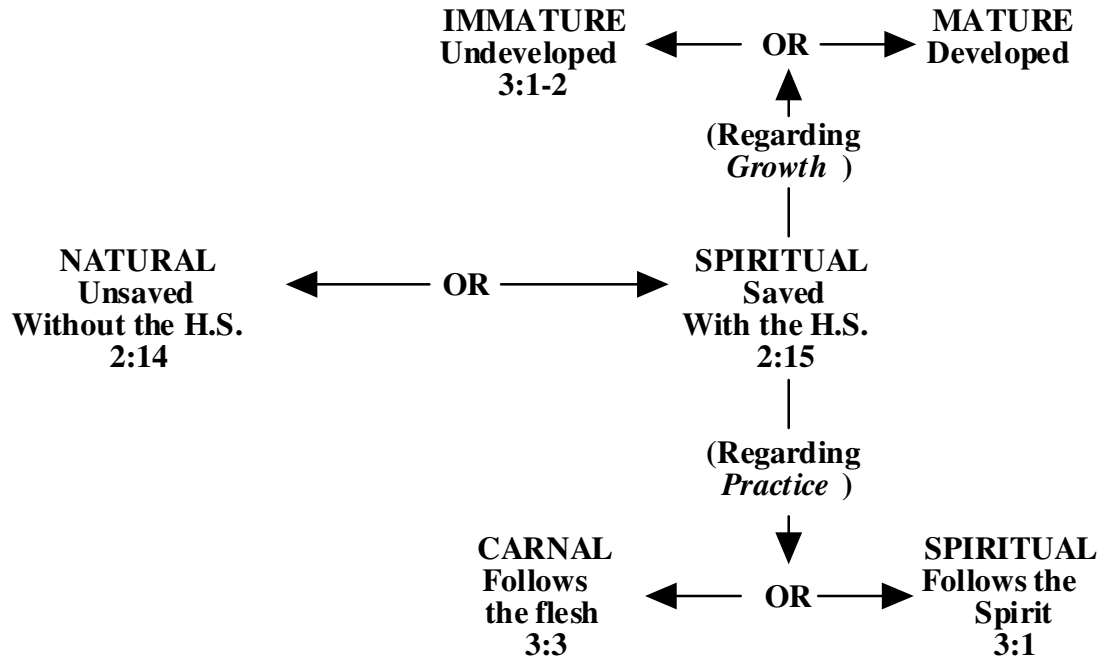 IMMATURE
Undeveloped
3:1-2
OR
MATURE
Developed
(Regarding
Growth )
NATURAL
Unsaved
Without the H.S.
2:14
OR
SPIRITUAL
Saved
With the H.S.
2:15
(Regarding
Practice )
CARNAL
Follows
the flesh
3:3
OR
SPIRITUAL
Follows the
Spirit
3:1